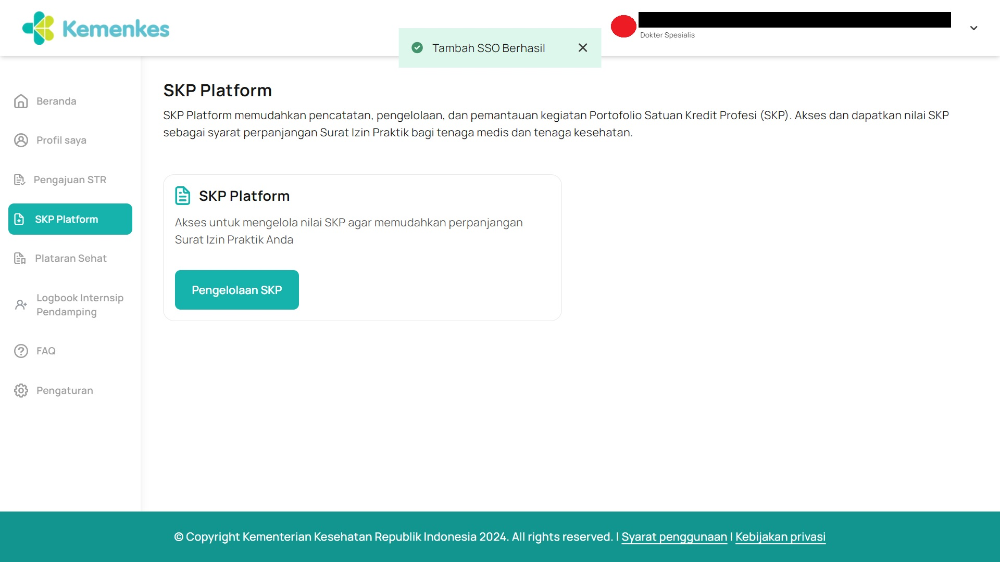 Kemenkes
Dokter Spesialis
Tambah SSO Berhasil
Beranda
Profil saya
Pengajuan STR
SKP Platform
Plataran Sehat
Logbook Internsip
Pendamping
FAQ
Pengaturan
SKP Platform
SKP Platform memudahkan pencatatan, pengelolaan, dan pemantauan kegiatan Portofolio Satuan Kredit Profesi (SKP). Akses dan dapatkan nilai SKP
sebagai syarat perpanjangan Surat Izin Praktik bagi tenaga medis dan tenaga kesehatan.
SKP Platform
Akses untuk mengelola nilai SKP agar memudahkan perpanjangan
Surat Izin Praktik Anda
Pengelolaan SKP
© Copyright Kementerian Kesehatan Republik Indonesia 2024. All rights reserved. | Syarat penggunaan | Kebijakan privasi